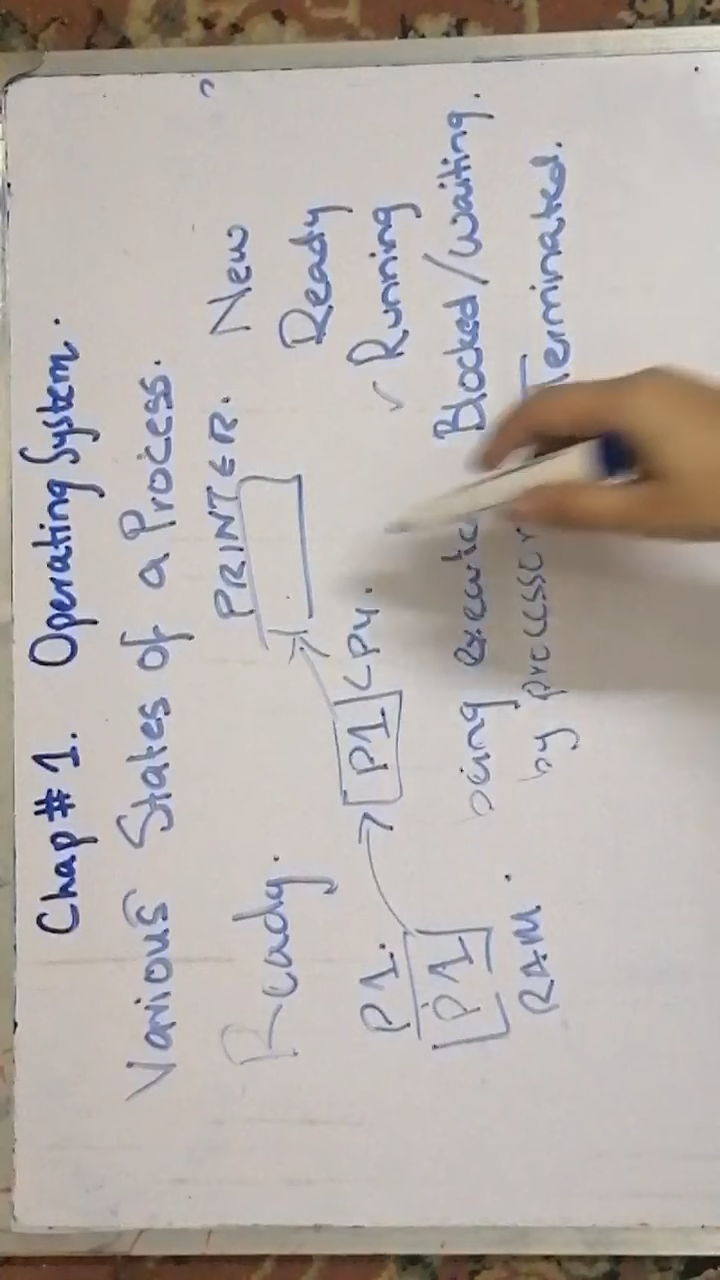 Chap # 1. Operating System.
Various States of a Process.
Ready. PRINTER. New
Ready
P1. P1 CPU. ✓ Running
P1 being execute Blocked/waiting.
RAM. by processor Terminated.